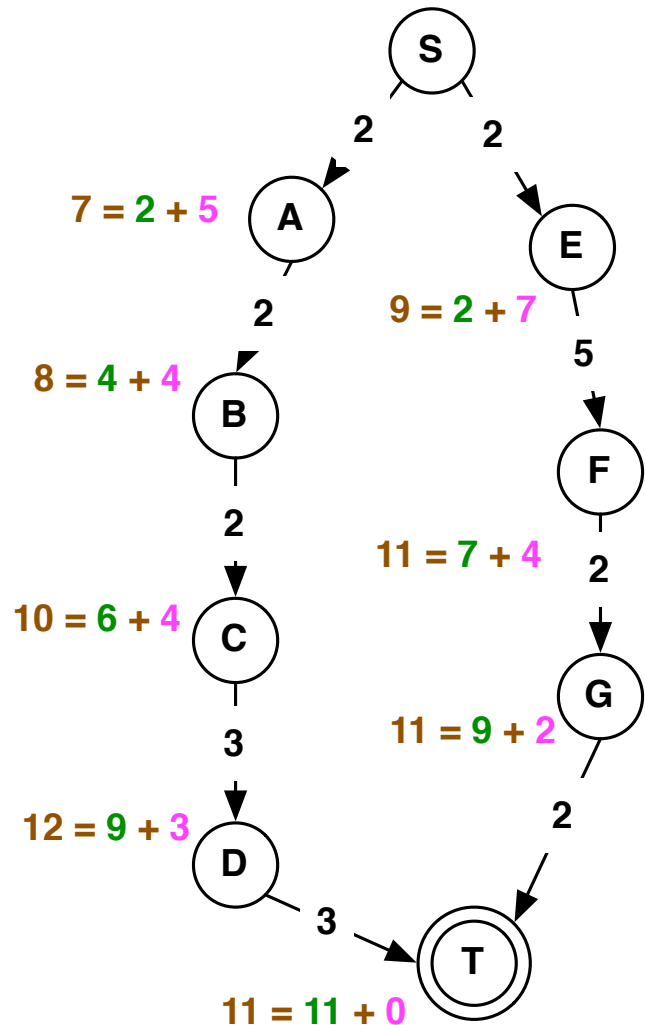 S
2 2
7 = 2 + 5 A
E
2 9 = 2 + 7
5
8 = 4 + 4 B
F
2
11 = 7 + 4 2
10 = 6 + 4 C
G
3 11 = 9 + 2
2
12 = 9 + 3 D
3
T
11 = 11 + 0